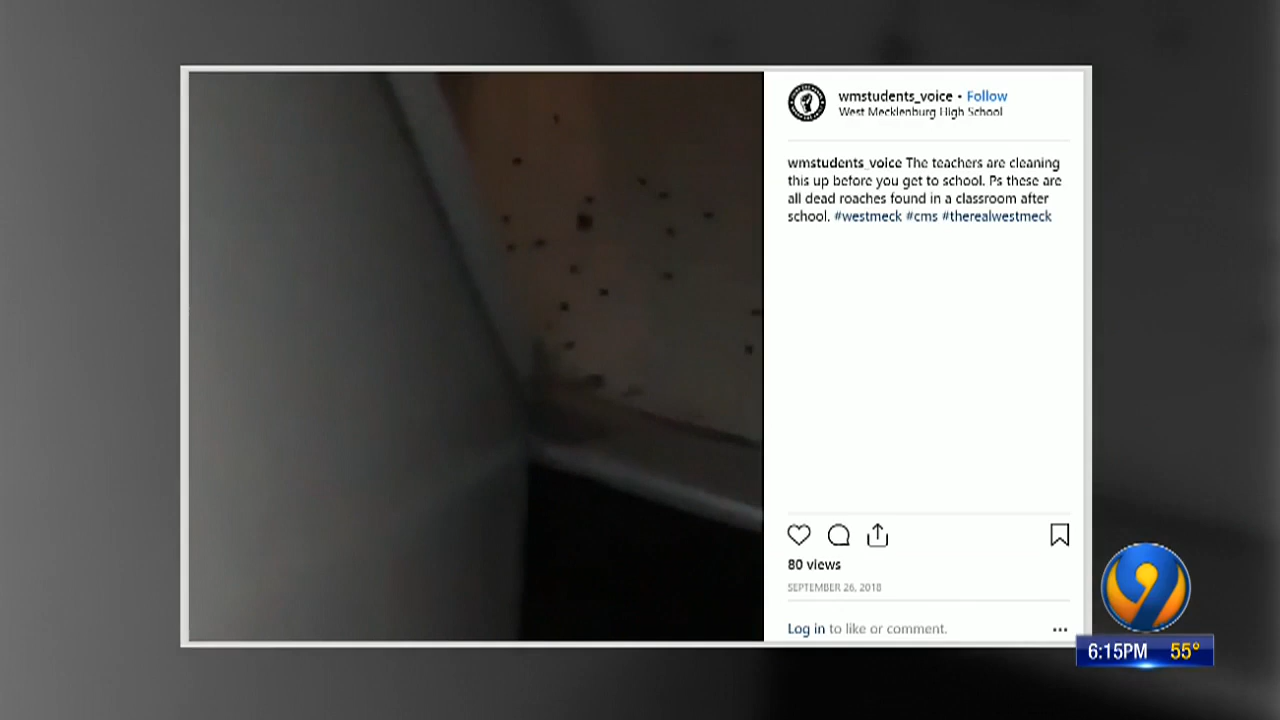 wmstudents_voice • Follow
West Mecklenburg High School
wmstudents_voice The teachers are cleaning
this up before you get to school. Ps these are
all dead roaches found in a classroom after
school. #westmeck #cms #therealwestmeck
80 views
SEPTEMBER 26, 2018
Log in to like or comment.
9
6:15PM 55°